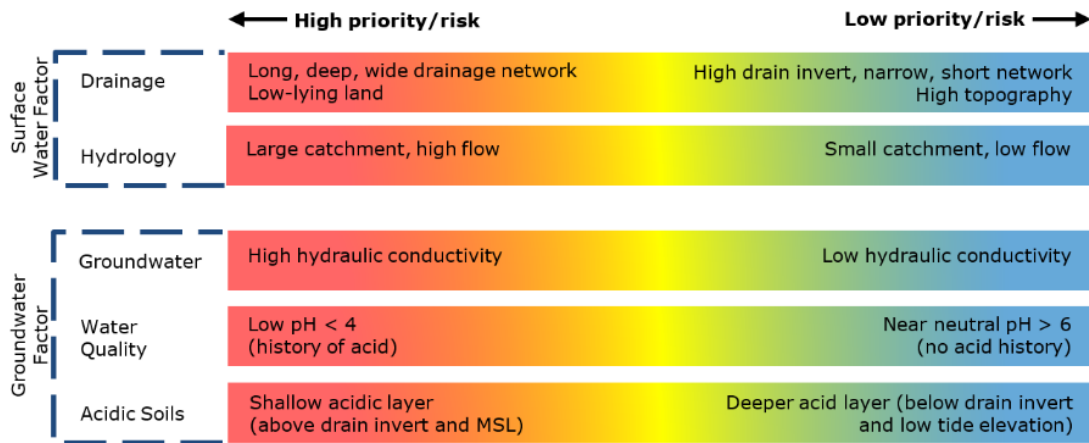 High priority/risk
Low priority/risk
Surface
Water Factor
Drainage
Long, deep, wide drainage network
Low-lying land
High drain invert, narrow, short network
High topography
Hydrology
Large catchment, high flow
Small catchment, low flow
Groundwater
Factor
Groundwater
High hydraulic conductivity
Low hydraulic conductivity
Water
Quality
Low pH < 4
(history of acid)
Near neutral pH > 6
(no acid history)
Acidic Soils
Shallow acidic layer
(above drain invert and MSL)
Deeper acid layer (below drain invert
and low tide elevation)